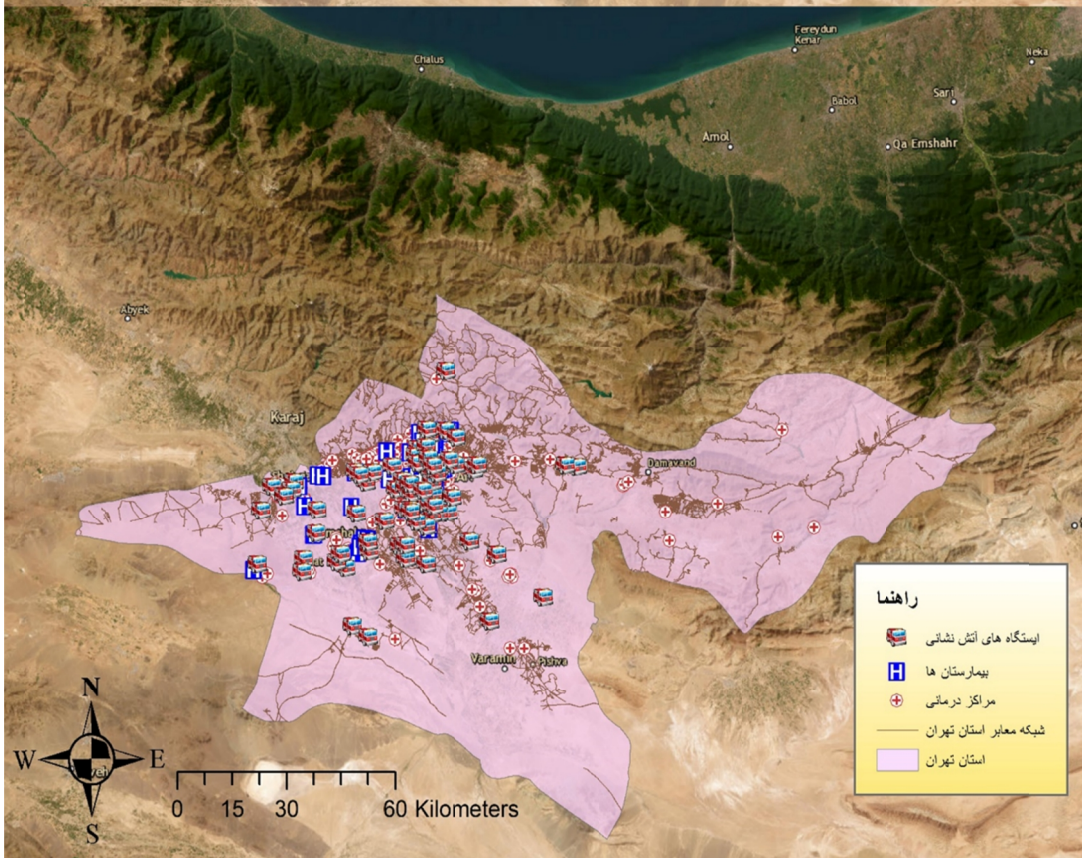 Fereydun
Kenar
Chalus
Neka
Babol
Sari
Amol
Qa Emshahr
Abyek
Karaj
Damavand
Varamin
Pishva
راهنما
ایستگاه های آتش نشانی
بیمارستان ها
مراکز درمانی
شبکه معابر استان تهران
استان تهران
N
W
E
S
0 15 30 60 Kilometers